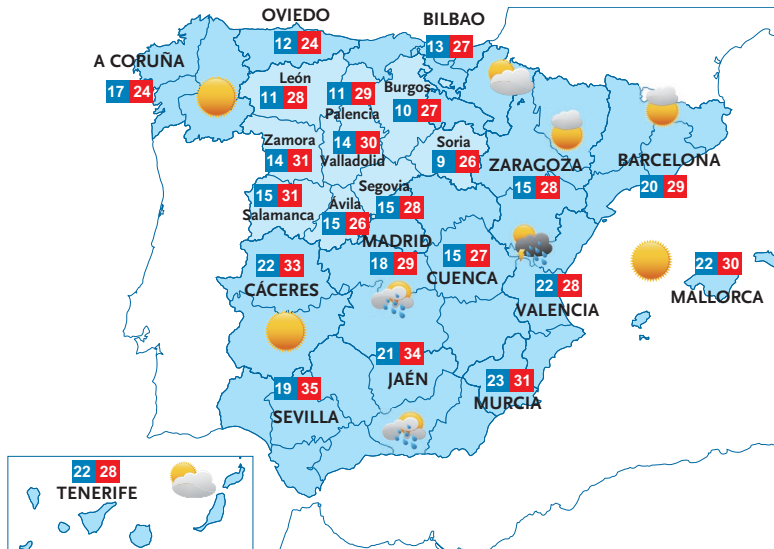 OVIEDO
12 24
BILBAO
13 27
A CORUÑA
17 24
León
11 28
11 29
Palencia
Burgos
10 27
Zamora
14 31
14 30
Valladolid
Soria
9 26
ZARAGOZA
15 28
BARCELONA
20 29
15 31
Salamanca
Ávila
15 26
Segovia
15 28
MADRID
18 29
15 27
CUENCA
22 33
CÁCERES
22 28
VALENCIA
22 30
MALLORCA
21 34
JAÉN
19 35
SEVILLA
23 31
MURCIA
22 28
TENERIFE